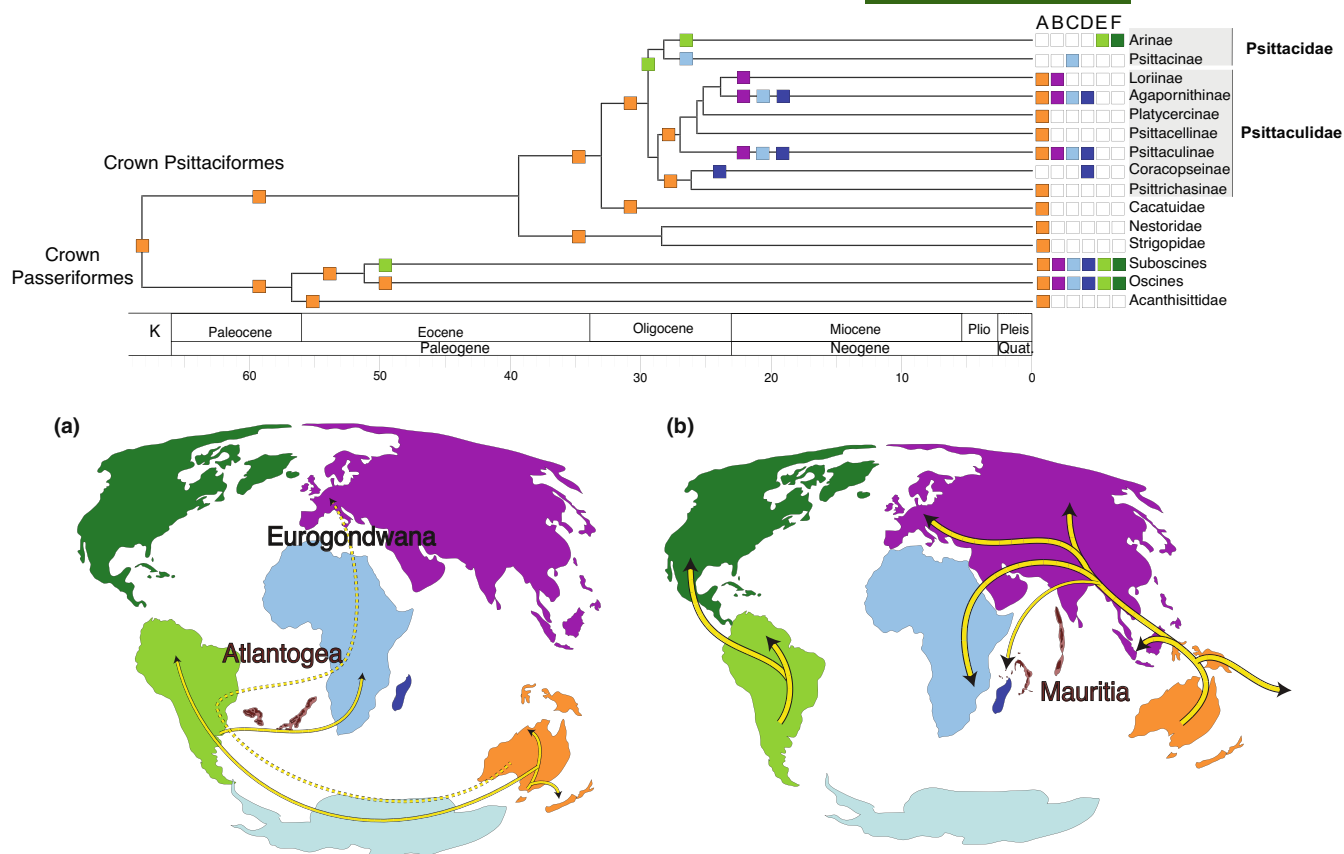 A B C D E F
Arinae
Psittacidae
Psittacinae
Loriinae
Agapornithinae
Platycercinae
Psittaculidae
Psittacellinae
Crown Psittaciformes
Psittaculinae
Coracopseinae
Psittrichasinae
Cacatuidae
Nestoridae
Strigopidae
Crown
Passeriformes
Suboscines
Oscines
Acanthisittidae
K Paleocene Eocene Oligocene Miocene Plio Pleis
Paleogene Neogene Quat.
60 50 40 30 20 10 0
(a)
Eurogondwana
Atlantogea
(b)
Mauritia